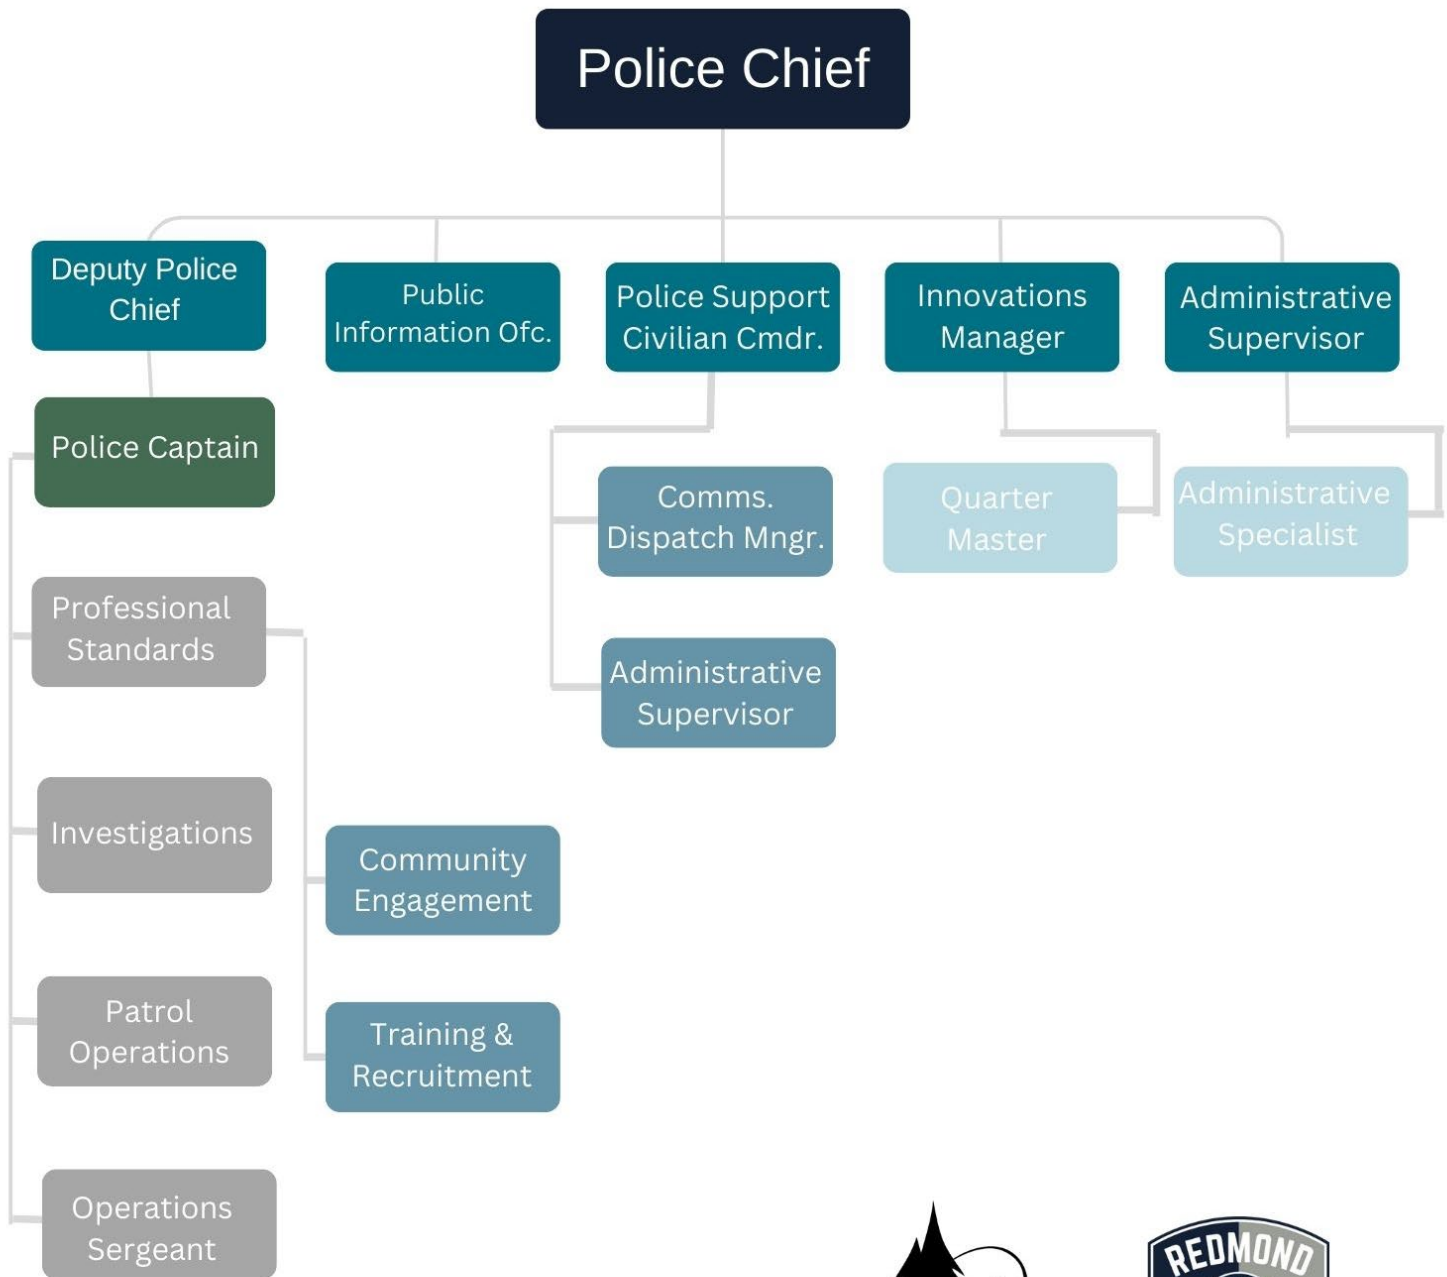 Police Chief
Deputy Police
Chief
Public
Information Ofc.
Police Support
Civilian Cmdr.
Innovations
Manager
Administrative
Supervisor
Police Captain
Comms.
Dispatch Mngr.
Quarter
Master
Administrative
Specialist
Professional
Standards
Administrative
Supervisor
Investigations
Community
Engagement
Patrol
Operations
Training &
Recruitment
Operations
Sergeant
REDMOND